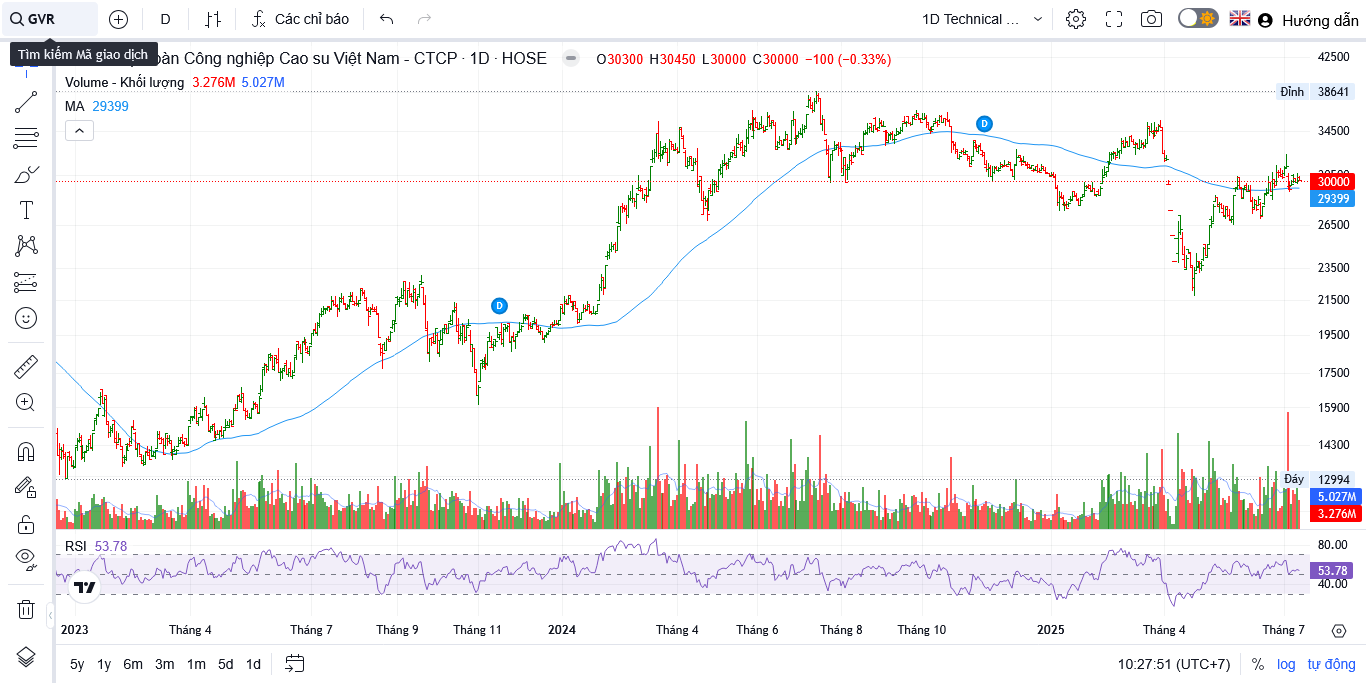 GVR
D
Các chỉ báo
1D Technical ...
Hướng dẫn
Tìm kiếm Mã giao dịch
oàn Công nghiệp Cao su Việt Nam - CTCP · 1D · HOSE
O30300 H30450 L30000 C30000 −100 (−0.33%)
Volume - Khối lượng 3.276M 5.027M
MA 29399
42500
Đỉnh 38641
34500
30000
29399
26500
23500
21500
19500
17500
15900
14300
Đáy 12994
5.027M
3.276M
D
D
RSI 53.78
80.00
53.78
40.00
2023 Tháng 4 Tháng 7 Tháng 9 Tháng 11 2024 Tháng 4 Tháng 6 Tháng 8 Tháng 10 2025 Tháng 4 Tháng 7
5y 1y 6m 3m 1m 5d 1d
10:27:51 (UTC+7) % log tự động